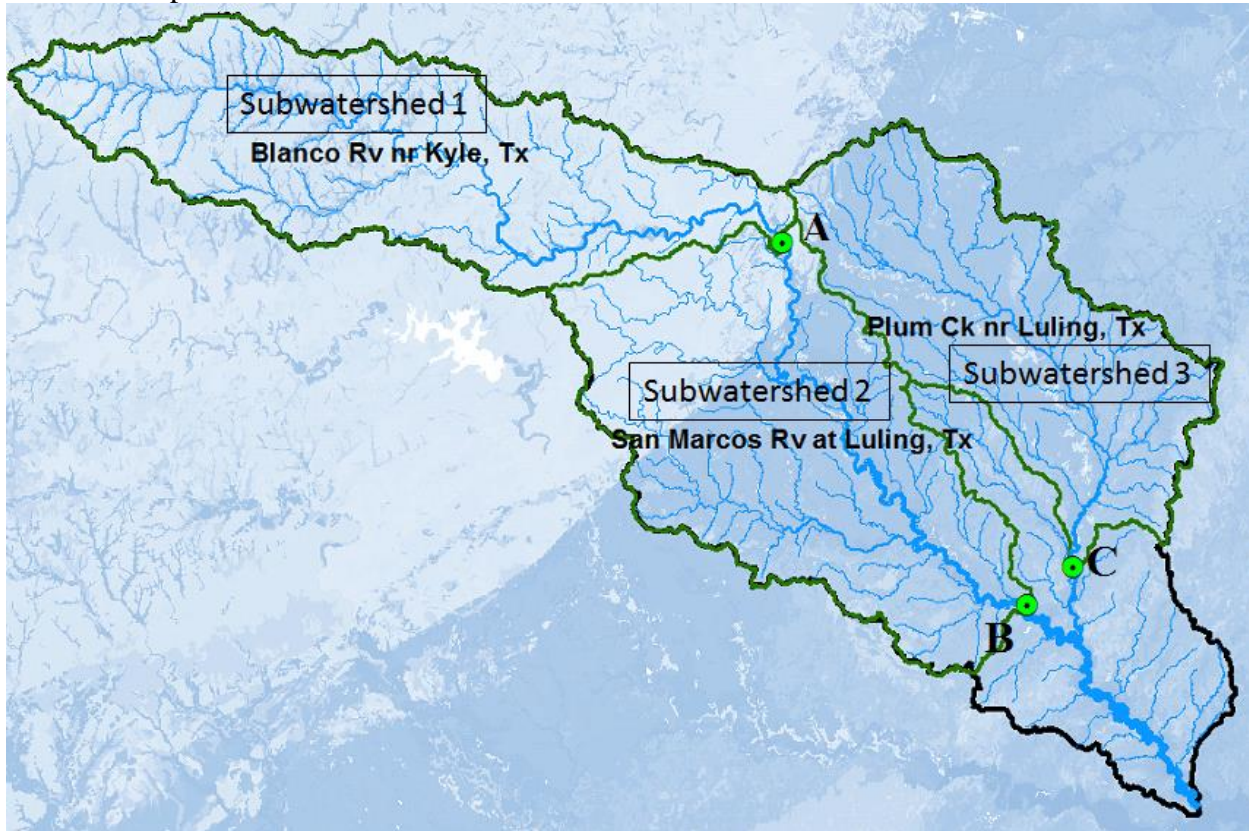 Subwatershed 1
Blanco Rv nr Kyle, Tx
A
Plum Ck nr Luling, Tx
Subwatershed 3
Subwatershed 2
San Marcos Rv at Luling, Tx
C
B